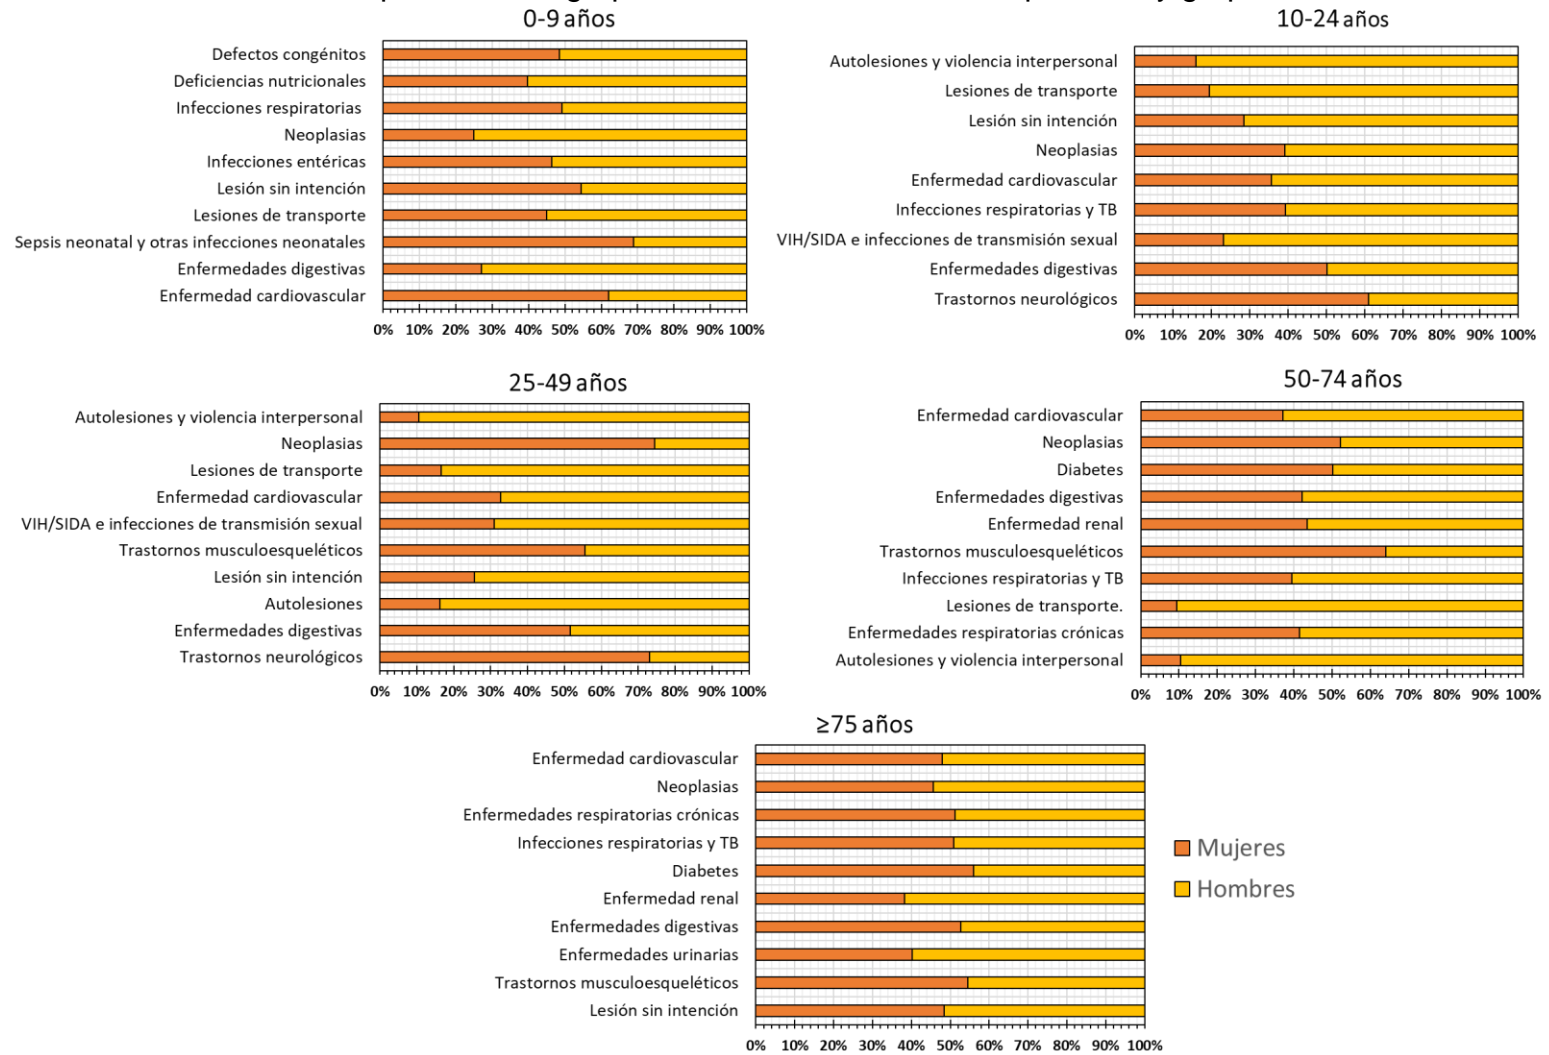 0-9 años
Defectos congénitos
Deficiencias nutricionales
Infecciones respiratorias
Neoplasias
Infecciones entéricas
Lesión sin intención
Lesiones de transporte
Sepsis neonatal y otras infecciones neonatales
Enfermedades digestivas
Enfermedad cardiovascular
0% 10% 20% 30% 40% 50% 60% 70% 80% 90% 100%
10-24 años
Autolesiones y violencia interpersonal
Lesiones de transporte
Lesión sin intención
Neoplasias
Enfermedad cardiovascular
Infecciones respiratorias y TB
VIH/SIDA e infecciones de transmisión sexual
Enfermedades digestivas
Trastornos neurológicos
0% 10% 20% 30% 40% 50% 60% 70% 80% 90% 100%
25-49 años
Autolesiones y violencia interpersonal
Neoplasias
Lesiones de transporte
Enfermedad cardiovascular
VIH/SIDA e infecciones de transmisión sexual
Trastornos musculoesqueléticos
Lesión sin intención
Autolesiones
Enfermedades digestivas
Trastornos neurológicos
0% 10% 20% 30% 40% 50% 60% 70% 80% 90% 100%
50-74 años
Enfermedad cardiovascular
Neoplasias
Diabetes
Enfermedades digestivas
Enfermedad renal
Trastornos musculoesqueléticos
Infecciones respiratorias y TB
Lesiones de transporte.
Enfermedades respiratorias crónicas
Autolesiones y violencia interpersonal
0% 10% 20% 30% 40% 50% 60% 70% 80% 90% 100%
≥75 años
Enfermedad cardiovascular
Neoplasias
Enfermedades respiratorias crónicas
Infecciones respiratorias y TB
Diabetes
Enfermedad renal
Enfermedades digestivas
Enfermedades urinarias
Trastornos musculoesqueléticos
Lesión sin intención
0% 10% 20% 30% 40% 50% 60% 70% 80% 90% 100%
Mujeres
Hombres